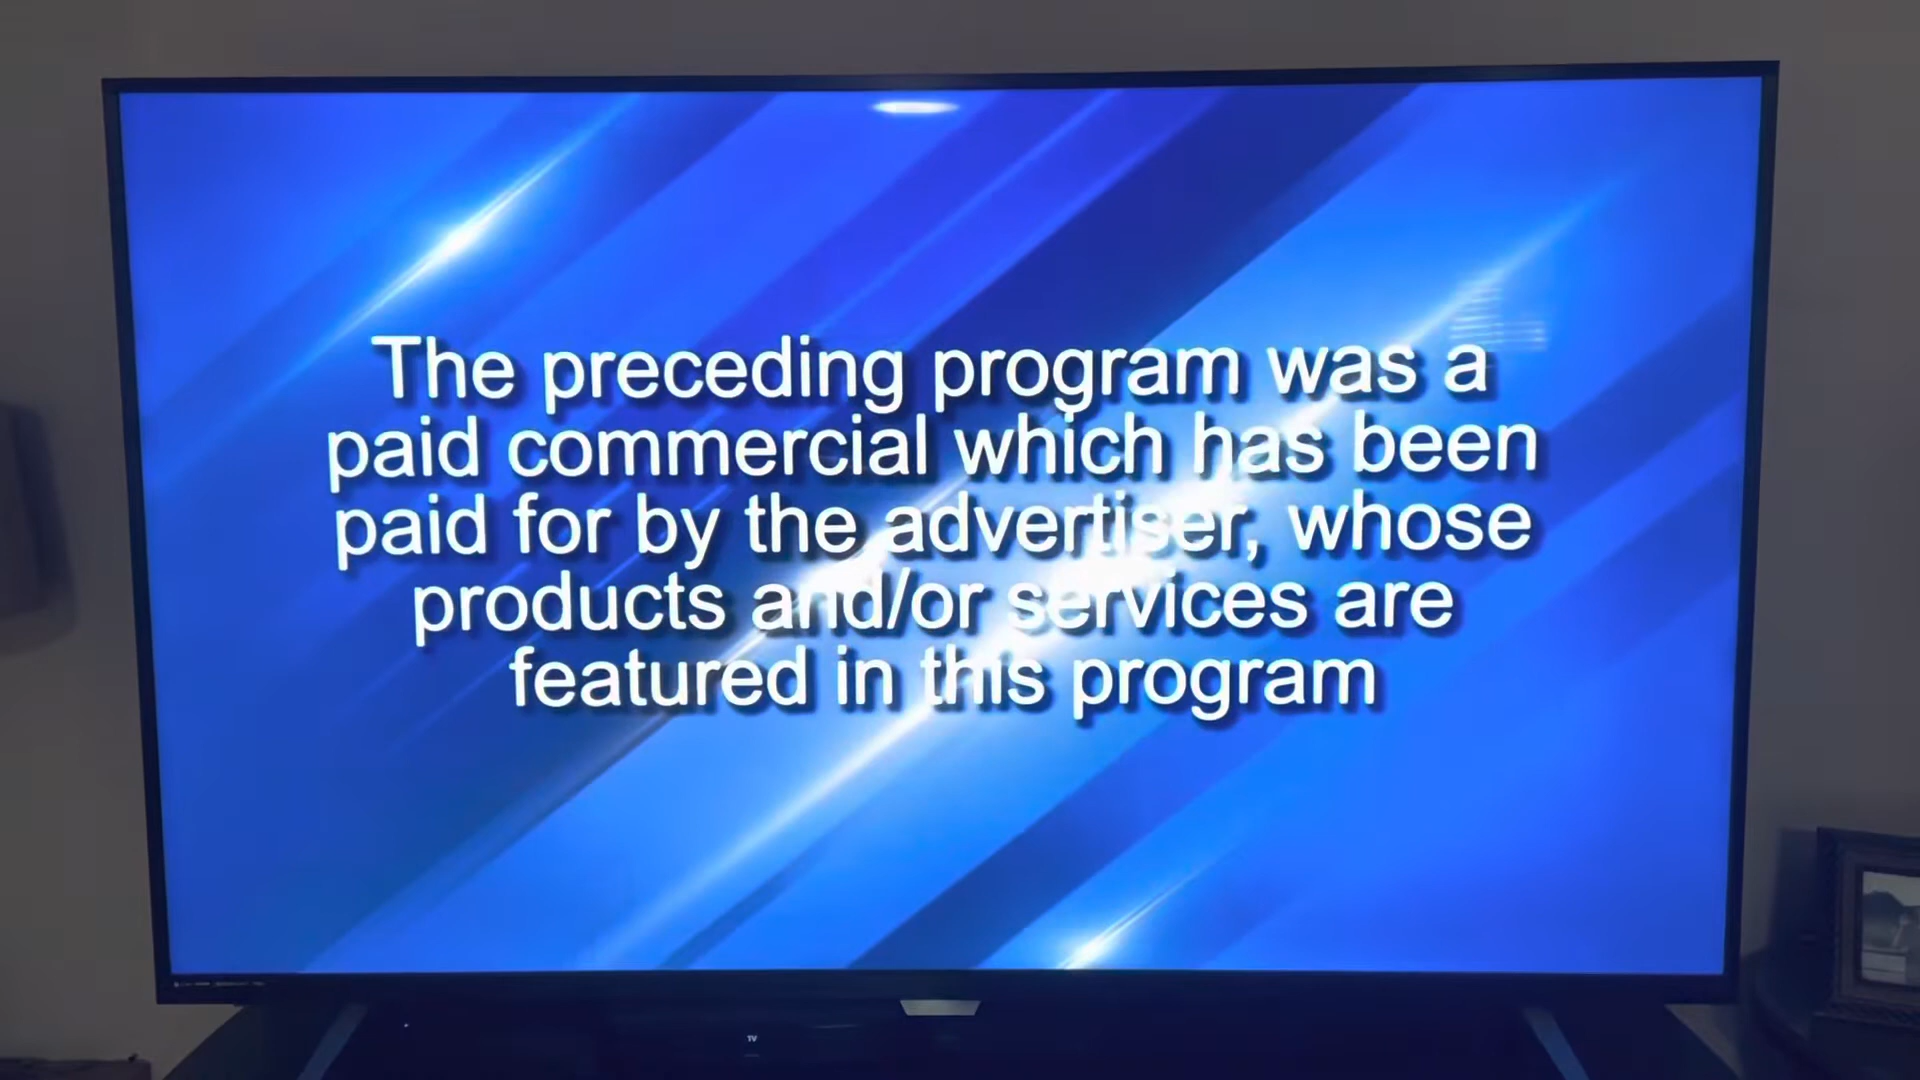 The preceding program was a
paid commercial which has been
paid for by the advertiser, whose
products and/or services are
featured in this program
TV